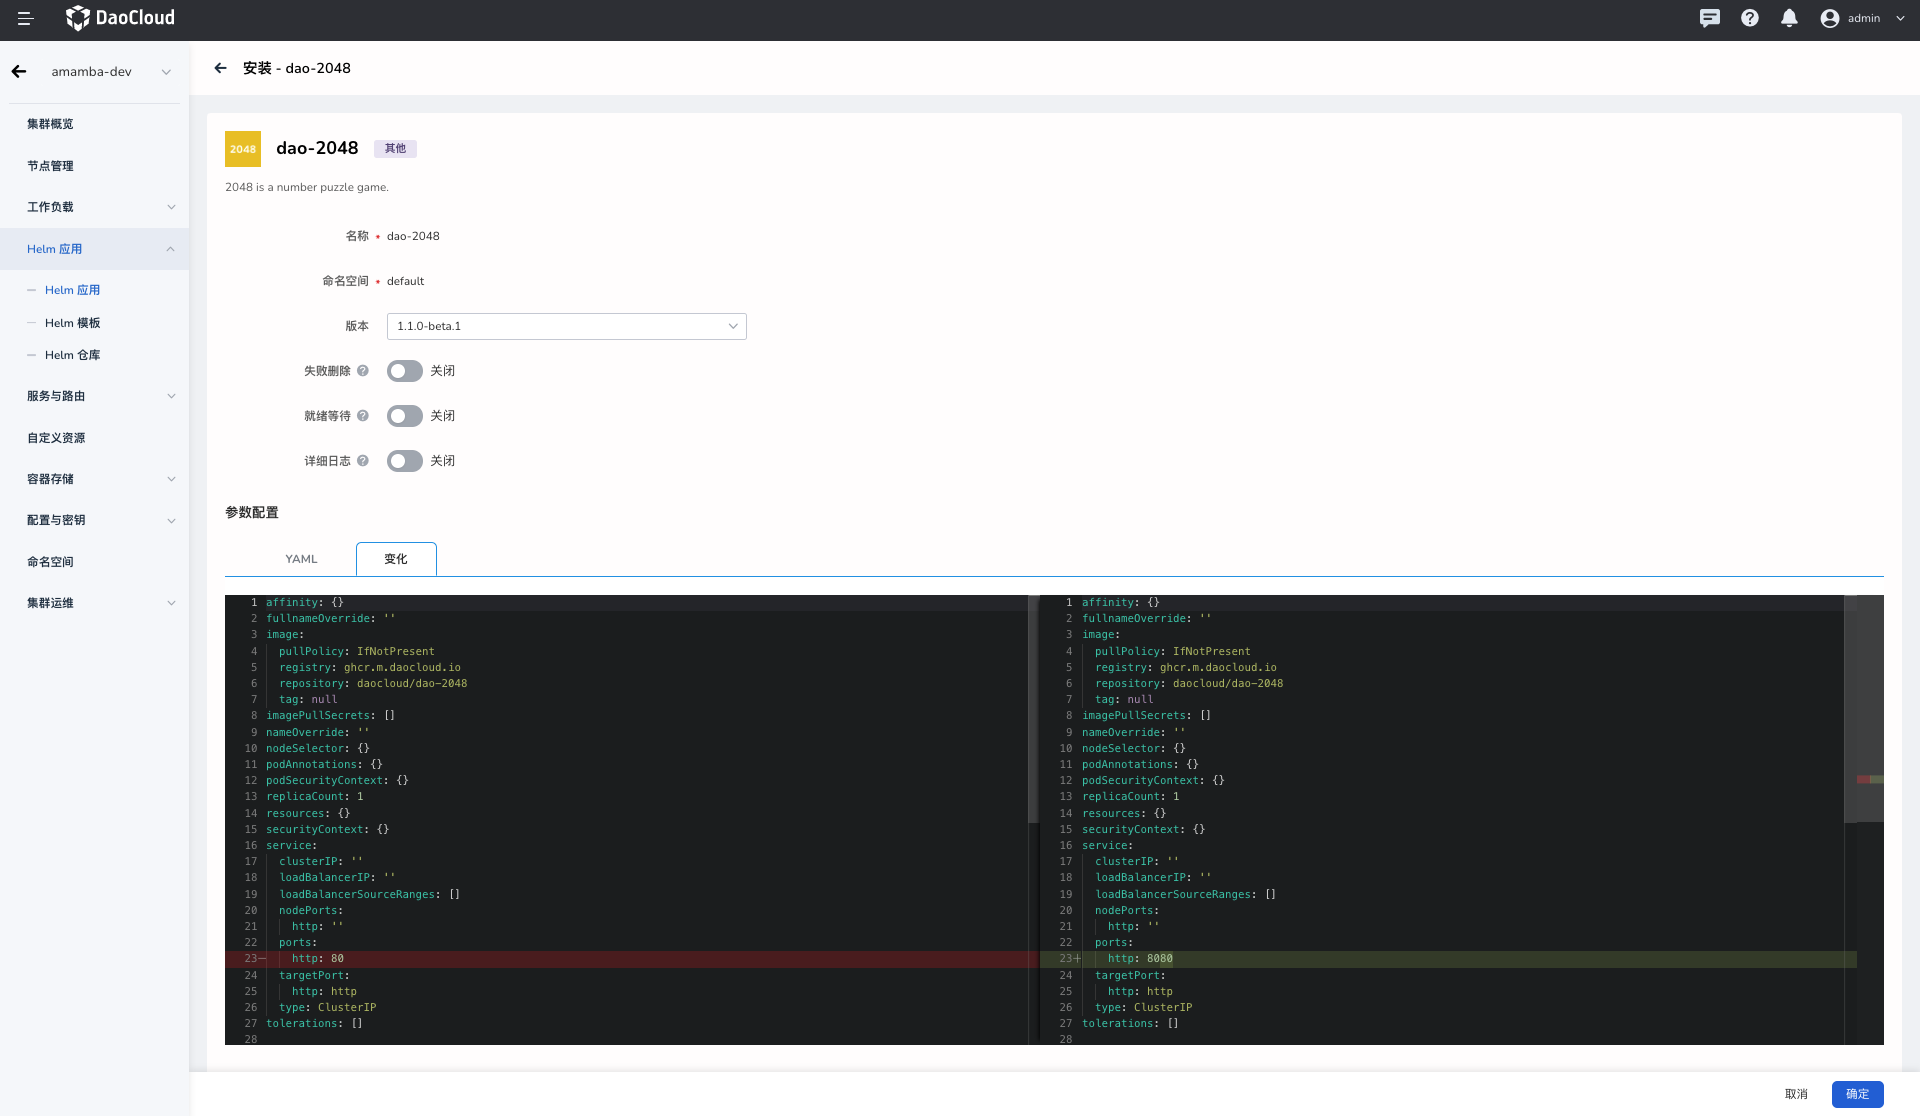 DaoCloud
admin
amamba-dev
集群概览
节点管理
工作负载
Helm 应用
Helm 应用
Helm 模板
Helm 仓库
服务与路由
自定义资源
容器存储
配置与密钥
命名空间
集群运维
安装 - dao-2048
2048
dao-2048
其他
2048 is a number puzzle game.
名称 • dao-2048
命名空间 • default
版本 1.1.0-beta.1
失败删除 ? 关闭
就绪等待 ? 关闭
详细日志 ? 关闭
参数配置
YAML 变化
1 affinity: {}
2 fullnameOverride: ''
3 image:
4 pullPolicy: IfNotPresent
5 registry: ghcr.m.daocloud.io
6 repository: daocloud/dao-2048
7 tag: null
8 imagePullSecrets: []
9 nameOverride: ''
10 nodeSelector: {}
11 podAnnotations: {}
12 podSecurityContext: {}
13 replicaCount: 1
14 resources: {}
15 securityContext: {}
16 service:
17 clusterIP: ''
18 loadBalancerIP: ''
19 loadBalancerSourceRanges: []
20 nodePorts:
21 http: ''
22 ports:
23− http: 80
24 targetPort:
25 http: http
26 type: ClusterIP
27 tolerations: []
28
1 affinity: {}
2 fullnameOverride: ''
3 image:
4 pullPolicy: IfNotPresent
5 registry: ghcr.m.daocloud.io
6 repository: daocloud/dao-2048
7 tag: null
8 imagePullSecrets: []
9 nameOverride: ''
10 nodeSelector: {}
11 podAnnotations: {}
12 podSecurityContext: {}
13 replicaCount: 1
14 resources: {}
15 securityContext: {}
16 service:
17 clusterIP: ''
18 loadBalancerIP: ''
19 loadBalancerSourceRanges: []
20 nodePorts:
21 http: ''
22 ports:
23+ http: 8080
24 targetPort:
25 http: http
26 type: ClusterIP
27 tolerations: []
28
取消 确定